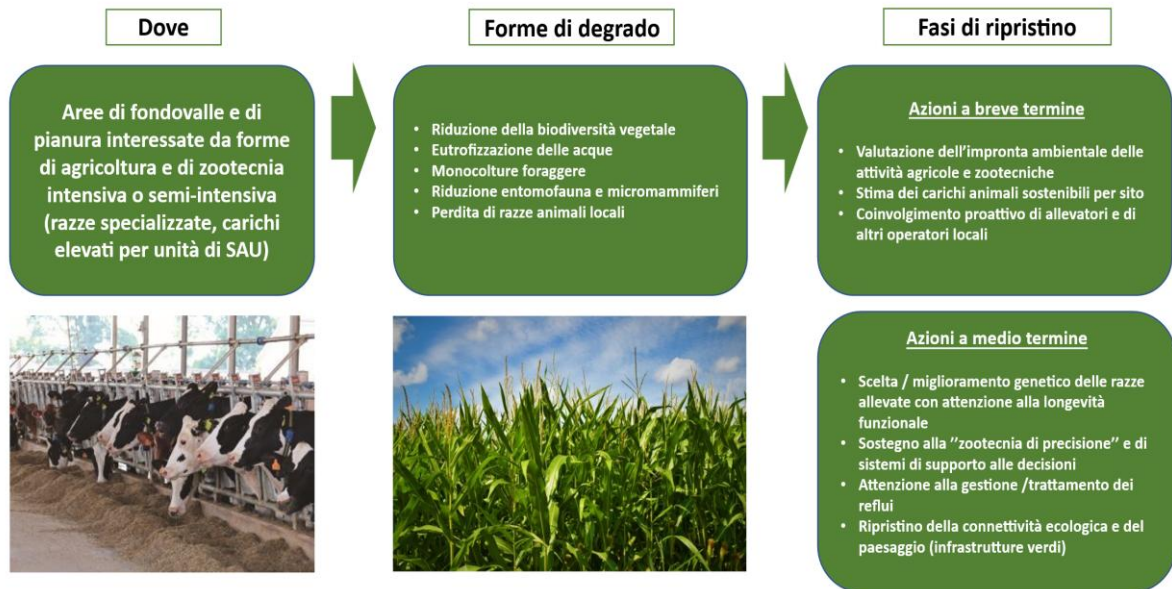 Dove
Aree di fondovalle e di
pianura interessate da forme
di agricoltura e di zootecnia
intensiva o semi-intensiva
(razze specializzate, carichi
elevati per unità di SAU)
Forme di degrado
• Riduzione della biodiversità vegetale
• Eutrofizzazione delle acque
• Monocolture foraggere
• Riduzione entomofauna e micromammiferi
• Perdita di razze animali locali
Fasi di ripristino
Azioni a breve termine
• Valutazione dell'impronta ambientale delle
attività agricole e zootecniche
• Stima dei carichi animali sostenibili per sito
• Coinvolgimento proattivo di allevatori e di
altri operatori locali
Azioni a medio termine
• Scelta / miglioramento genetico delle razze
allevate con attenzione alla longevità
funzionale
• Sostegno alla "zootecnia di precisione" e di
sistemi di supporto alle decisioni
• Attenzione alla gestione /trattamento dei
reflui
• Ripristino della connettività ecologica e del
paesaggio (infrastrutture verdi)